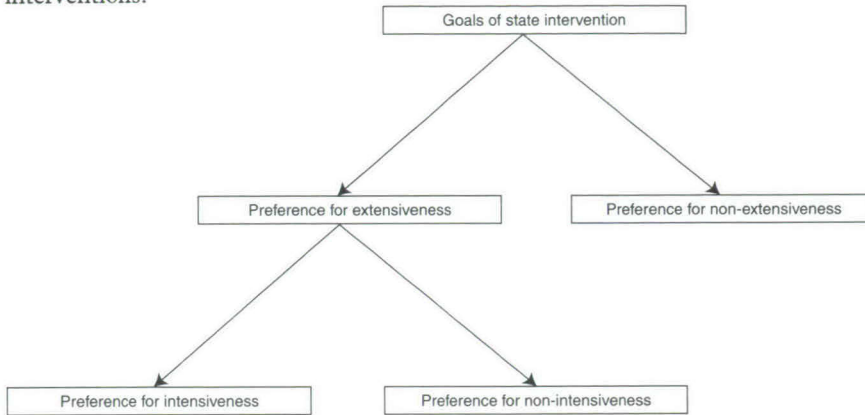 interventions.
Goals of state intervention
Preference for extensiveness
Preference for non-extensiveness
Preference for intensiveness
Preference for non-intensiveness